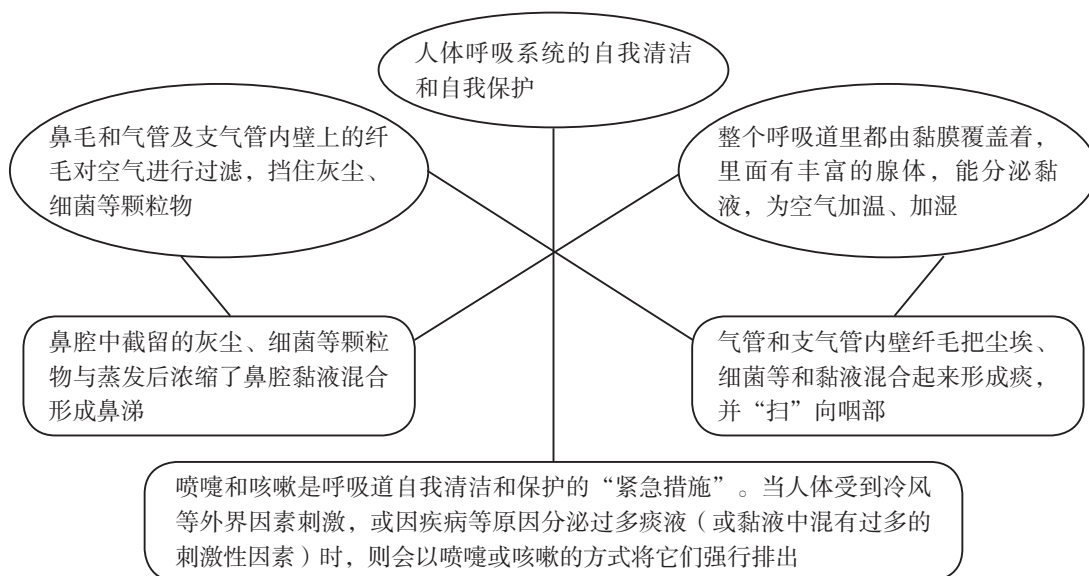 人体呼吸系统的自我清洁
和自我保护
鼻毛和气管及支气管内壁上的纤
毛对空气进行过滤，挡住灰尘、
细菌等颗粒物
整个呼吸道里都由黏膜覆盖着，
里面有丰富的腺体，能分泌黏
液，为空气加温、加湿
鼻腔中截留的灰尘、细菌等颗粒
物与蒸发后浓缩了鼻腔黏液混合
形成鼻涕
气管和支气管内壁纤毛把尘埃、
细菌等和黏液混合起来形成痰，
并“扫”向咽部
喷嚏和咳嗽是呼吸道自我清洁和保护的“紧急措施”。当人体受到冷风
等外界因素刺激，或因疾病等原因分泌过多痰液（或黏液中混有过多的
刺激性因素）时，则会以喷嚏或咳嗽的方式将它们强行排出